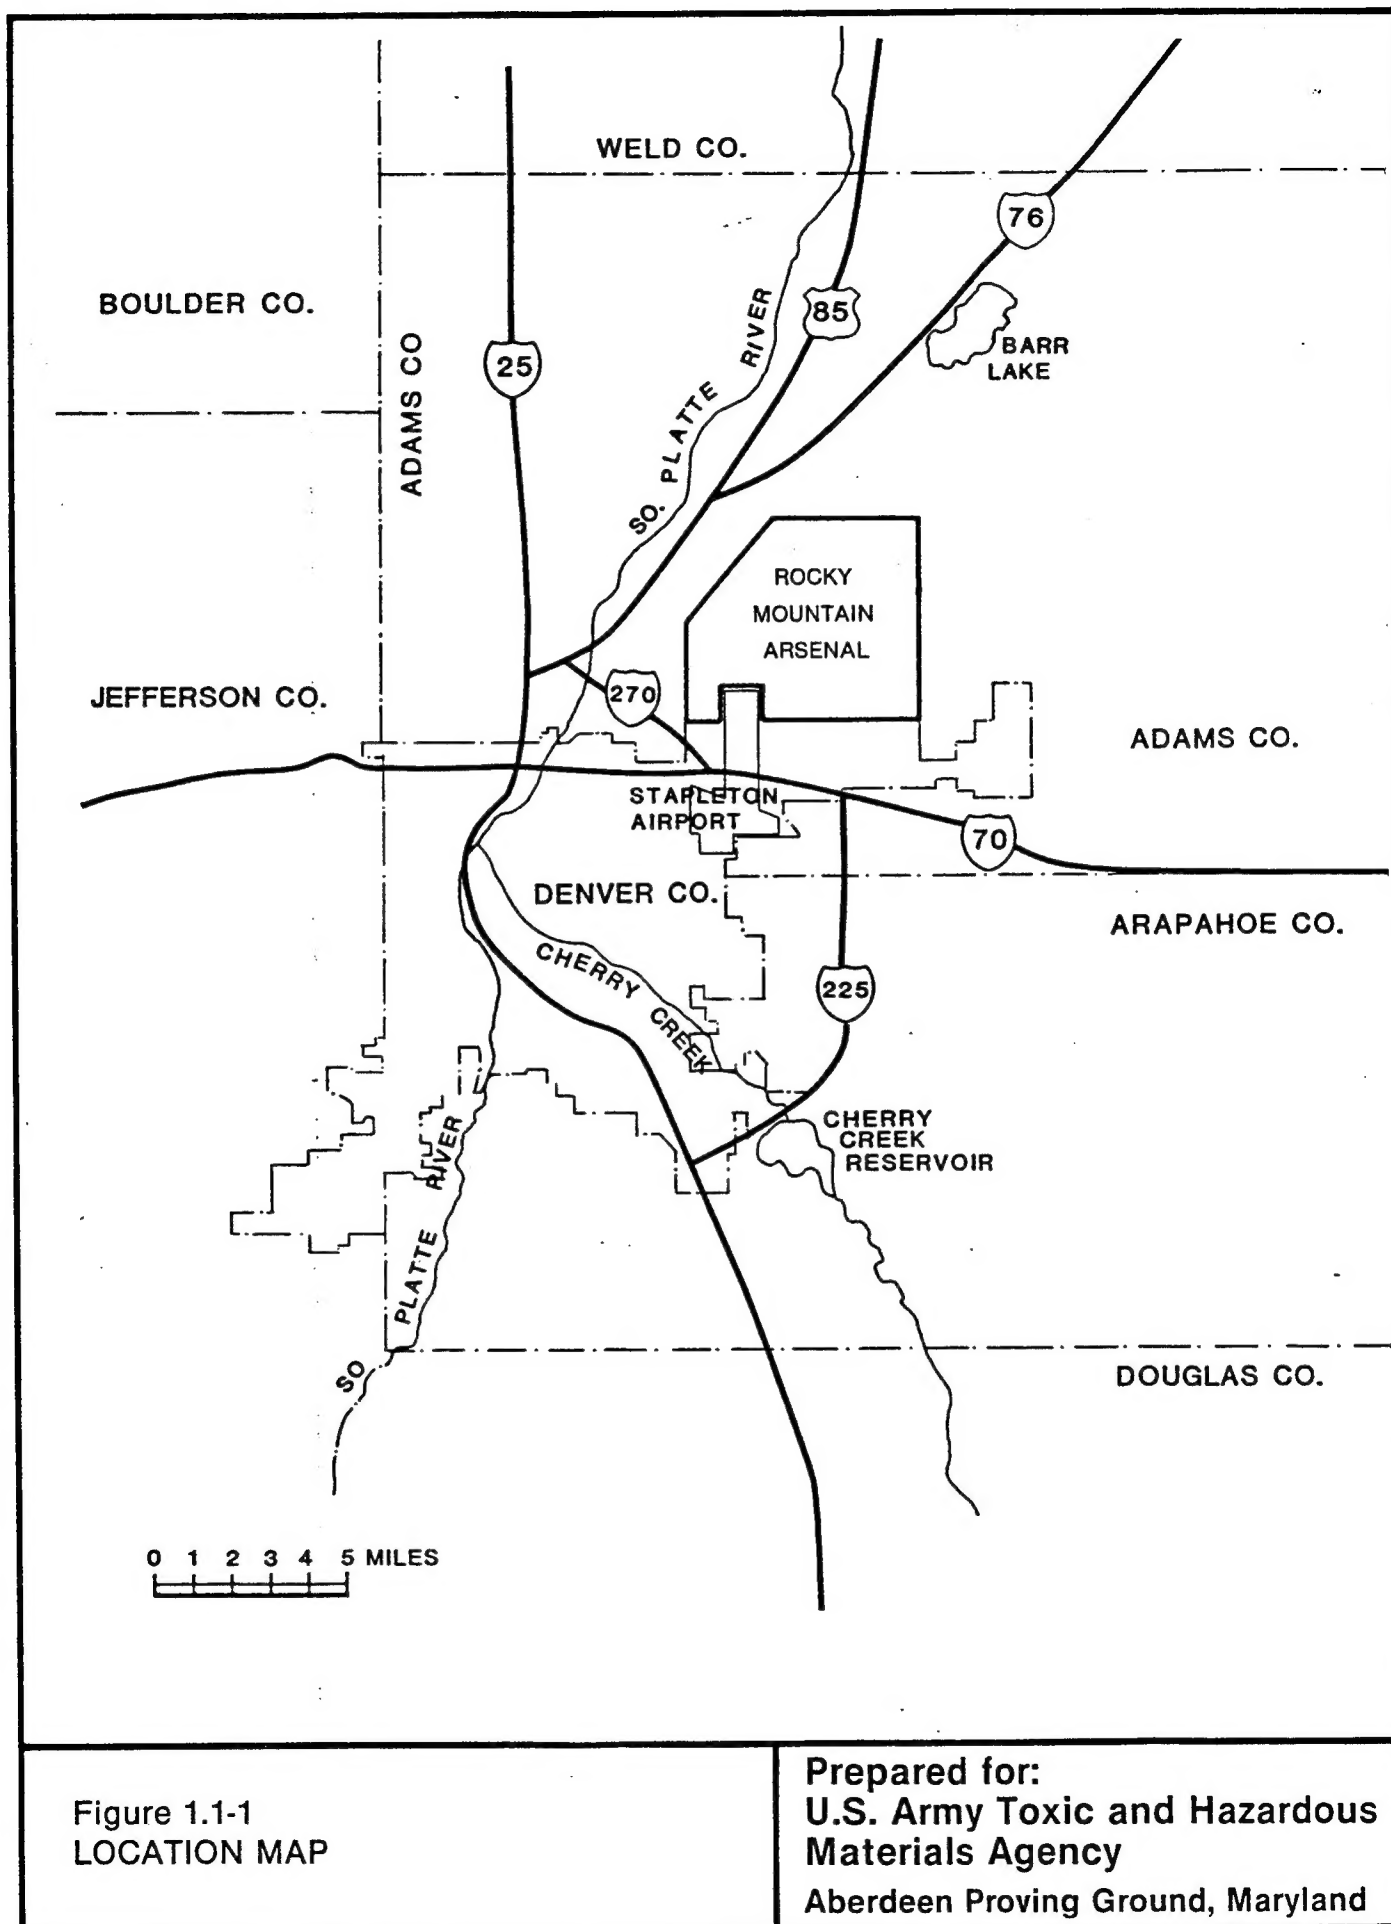 WELD CO.
76
BOULDER CO.
85
SO. PLATTE RIVER
BARR
LAKE
25
ADAMS CO
ROCKY
MOUNTAIN
ARSENAL
270
JEFFERSON CO.
ADAMS CO.
STAPLETON
AIRPORT
70
DENVER CO.
ARAPAHOE CO.
CHERRY CREEK
225
CHERRY
CREEK
RESERVOIR
SO PLATTE RIVER
DOUGLAS CO.
0 1 2 3 4 5 MILES
Figure 1.1-1
LOCATION MAP
Prepared for:
U.S. Army Toxic and Hazardous
Materials Agency
Aberdeen Proving Ground, Maryland